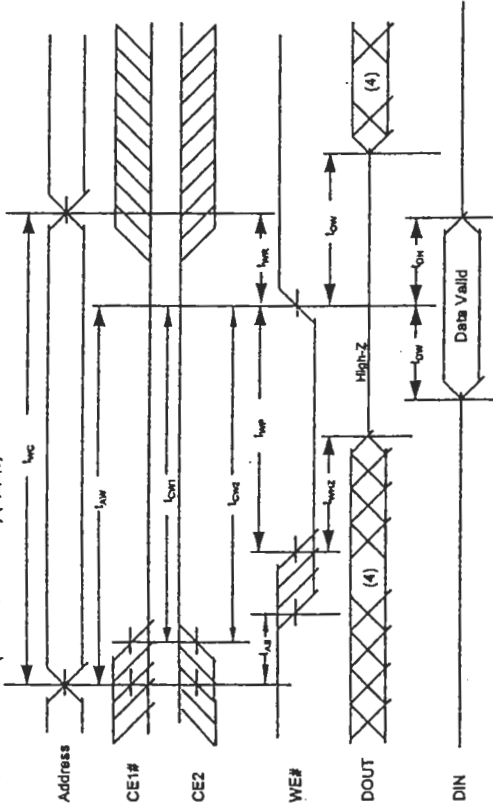 Address
tWC
tAW
CE1#
tCW1
CE2
tCW2
tAS
tWP
tWR
WE#
tWHZ
tOW
DOUT
(4)
High-Z
(4)
tDW
tDH
DIN
Data Valid